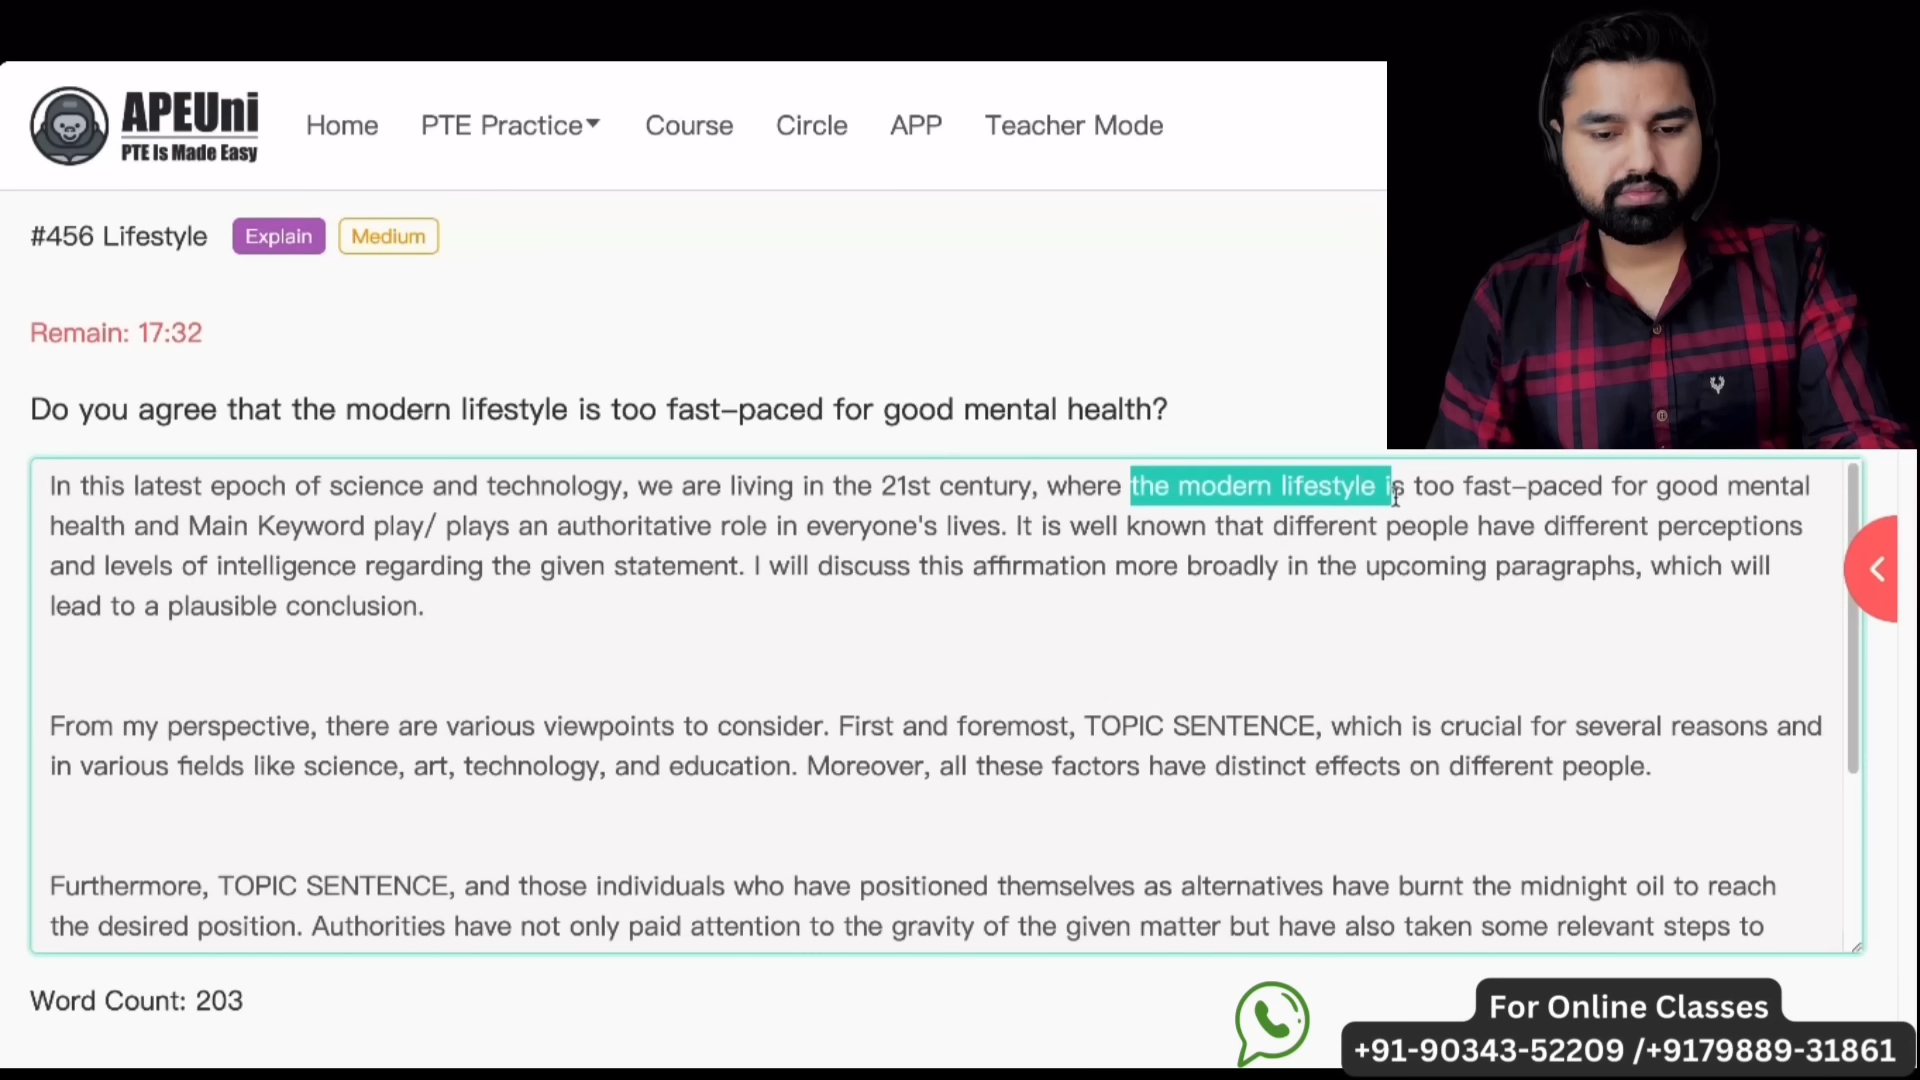 APEUni
PTE Is Made Easy
Home PTE Practice Course Circle APP Teacher Mode
#456 Lifestyle Explain Medium
Remain: 17:32
Do you agree that the modern lifestyle is too fast-paced for good mental health?
In this latest epoch of science and technology, we are living in the 21st century, where the modern lifestyle is too fast-paced for good mental
health and Main Keyword play/ plays an authoritative role in everyone's lives. It is well known that different people have different perceptions
and levels of intelligence regarding the given statement. I will discuss this affirmation more broadly in the upcoming paragraphs, which will
lead to a plausible conclusion.
From my perspective, there are various viewpoints to consider. First and foremost, TOPIC SENTENCE, which is crucial for several reasons and
in various fields like science, art, technology, and education. Moreover, all these factors have distinct effects on different people.
Furthermore, TOPIC SENTENCE, and those individuals who have positioned themselves as alternatives have burnt the midnight oil to reach
the desired position. Authorities have not only paid attention to the gravity of the given matter but have also taken some relevant steps to
Word Count: 203
For Online Classes
+91-90343-52209 /+9179889-31861